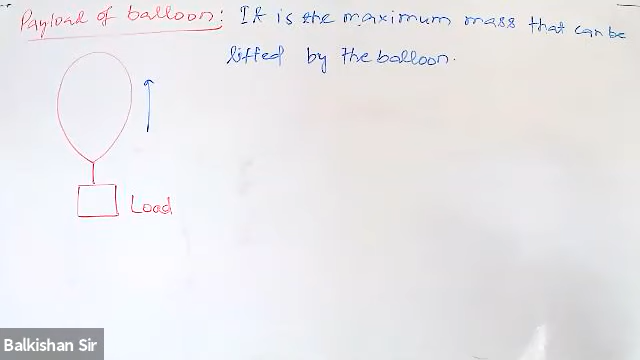 Payload of balloon: It is the maximum mass that can be
lifted by the balloon.
Load
Balkishan Sir